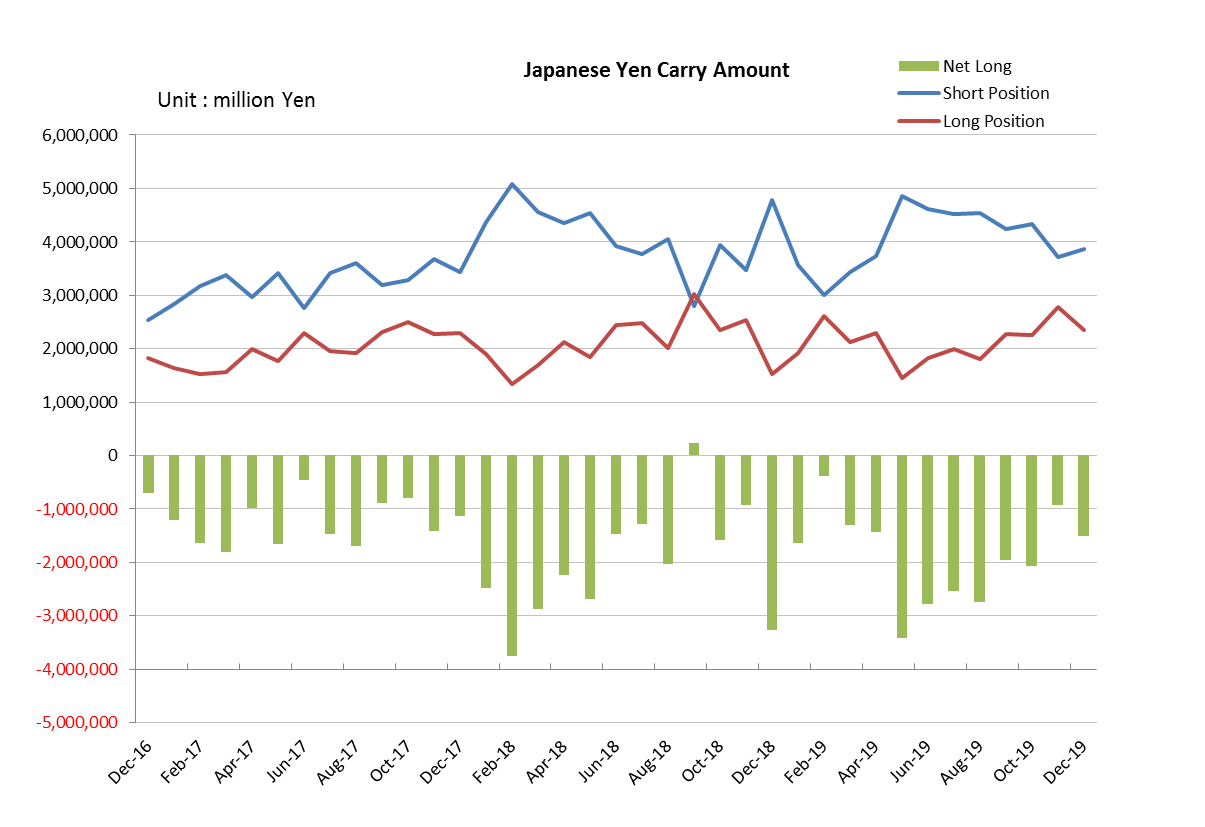 Japanese Yen Carry Amount
Net Long
Short Position
Long Position
Unit : million Yen
6,000,000
5,000,000
4,000,000
3,000,000
2,000,000
1,000,000
0
-1,000,000
-2,000,000
-3,000,000
-4,000,000
-5,000,000
Dec-16
Feb-17
Apr-17
Jun-17
Aug-17
Oct-17
Dec-17
Feb-18
Apr-18
Jun-18
Aug-18
Oct-18
Dec-18
Feb-19
Apr-19
Jun-19
Aug-19
Oct-19
Dec-19